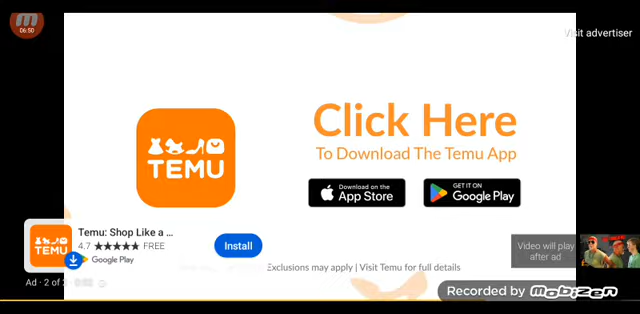 06:50
Visit advertiser
Click Here
To Download The Temu App
TEMU
Download on the
App Store
GET IT ON
Google Play
TEMU
Temu: Shop Like a ...
4.7 ★★★★★ FREE
Google Play
Install
Video will play
after ad
Exclusions may apply | Visit Temu for full details
Ad · 2 of
Recorded by mobizen